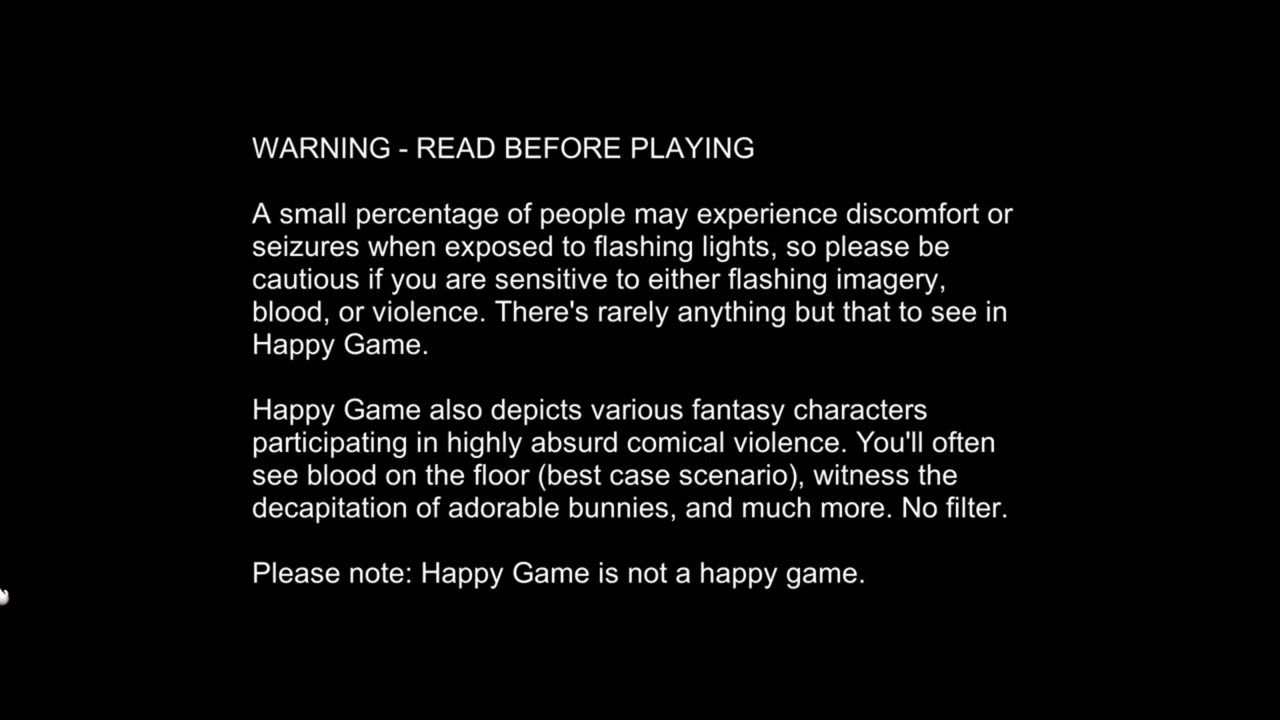 WARNING - READ BEFORE PLAYING
A small percentage of people may experience discomfort or
seizures when exposed to flashing lights, so please be
cautious if you are sensitive to either flashing imagery,
blood, or violence. There's rarely anything but that to see in
Happy Game.
Happy Game also depicts various fantasy characters
participating in highly absurd comical violence. You'll often
see blood on the floor (best case scenario), witness the
decapitation of adorable bunnies, and much more. No filter.
Please note: Happy Game is not a happy game.